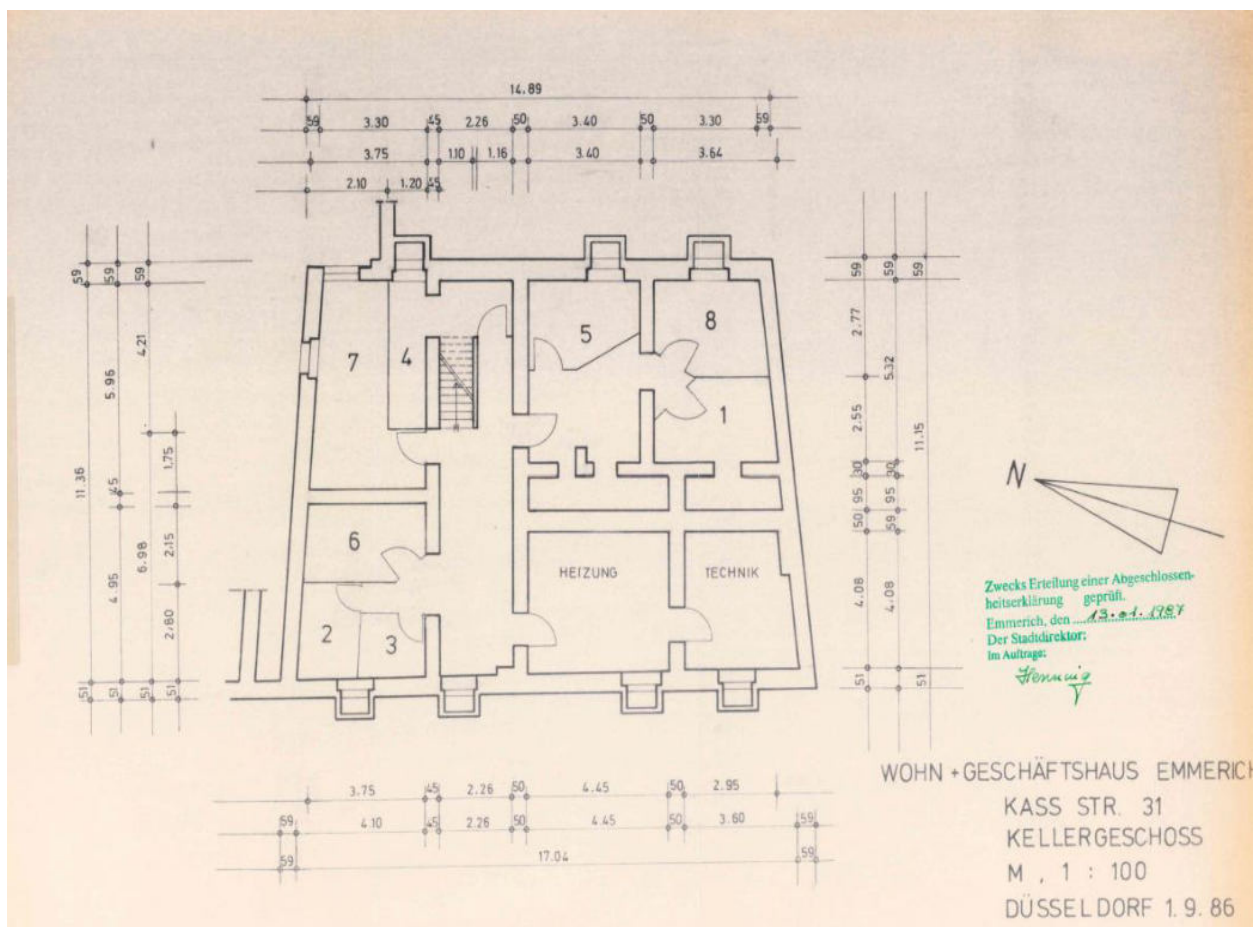 14.89
59 3.30 45 2.26 50 3.40 50 3.30 59
3.75 1.10 1.16 3.40 3.64
2.10 1.20 45
59 59 59
11.36
5.96
4.21
45
1.75
4.95
6.98
2.15
2.80
51 51 51 51
7
4
5
8
1
6
2
3
HEIZUNG
TECHNIK
59 59 59
2.77
5.32
2.55
11.15
30 30
95 95
50 59
4.08 4.08
51 51
N
Zwecks Erteilung einer Abgeschlossen-
heitserklärung geprüft.
Emmerich, den 13.01.1987
Der Stadtdirektor:
Im Auftrage:
Hennig
3.75 45 2.26 50 4.45 50 2.95
59 4.10 45 2.26 50 4.45 50 3.60 59
59 17.04 59
WOHN + GESCHÄFTSHAUS EMMERICH
KASS STR. 31
KELLERGESCHOSS
M . 1 : 100
DÜSSELDORF 1. 9. 86